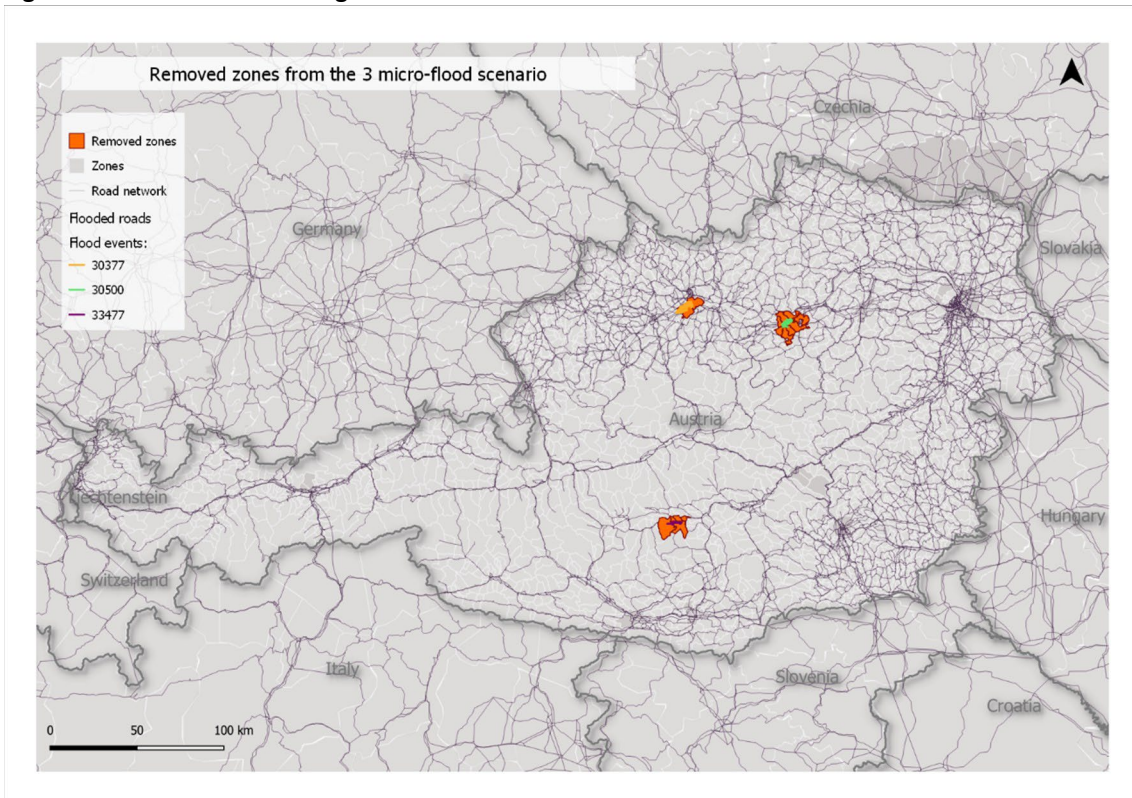 Removed zones from the 3 micro-flood scenario
Czechia
Removed zones
Zones
Road network
Flooded roads
Germany
Slovakia
Flood events:
30377
30500
33477
Austria
Liechtenstein
Hungary
Switzerland
Italy
Slovenia
Croatia
0 50 100 km